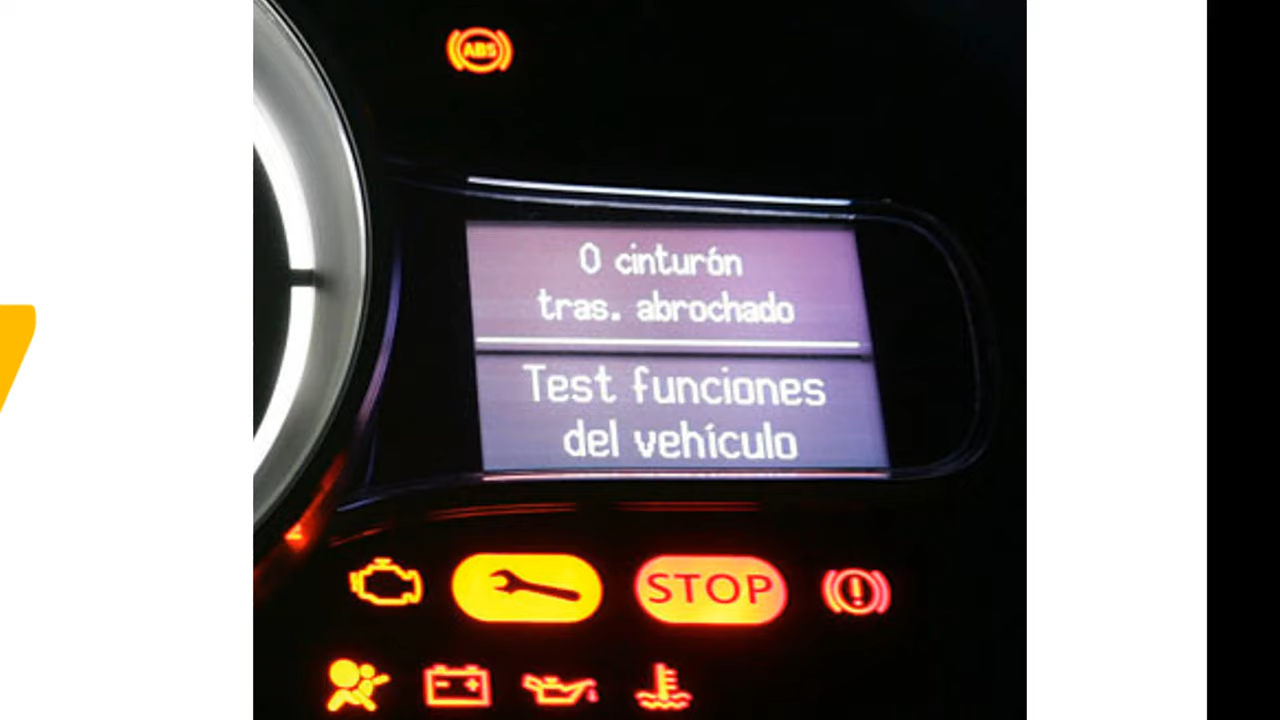 ABS
0 cinturón
tras. abrochado
Test funciones
del vehículo
STOP